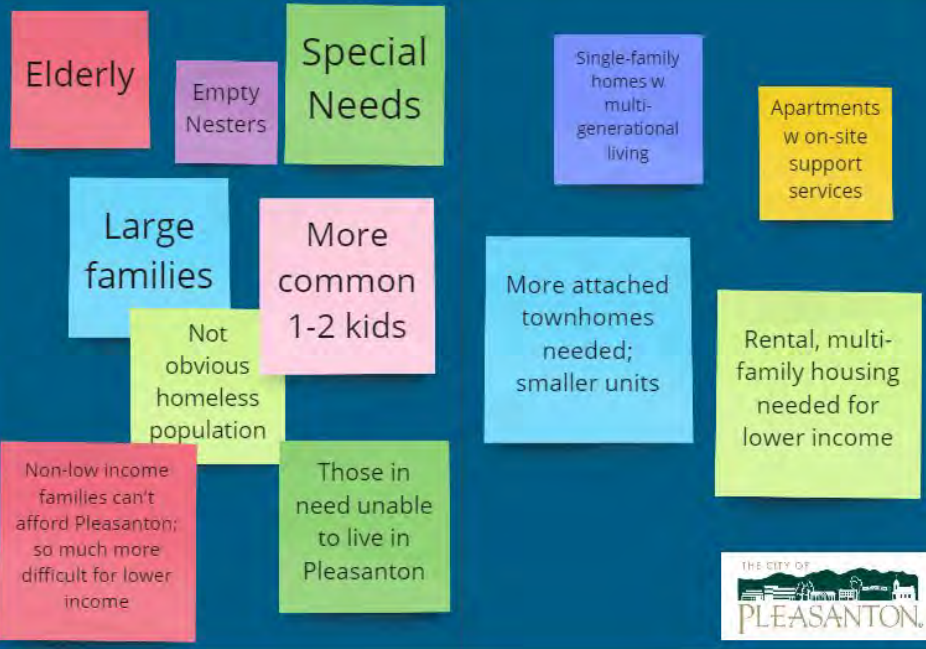 Elderly
Empty
Nesters
Special
Needs
Large
families
More
common
1-2 kids
Not
obvious
homeless
population
Non-low income
families can't
afford Pleasanton;
so much more
difficult for lower
income
Those in
need unable
to live in
Pleasanton
Single-family
homes w
multi-
generational
living
Apartments
w on-site
support
services
More attached
townhomes
needed;
smaller units
Rental, multi-
family housing
needed for
lower income
THE CITY OF
PLEASANTON.